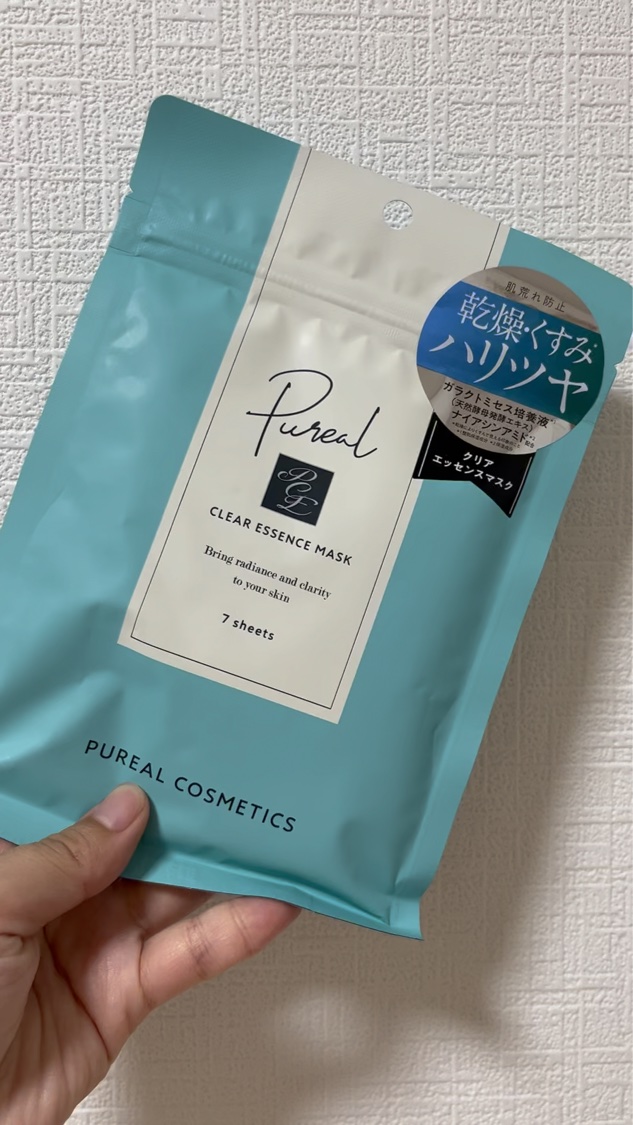 Pureal
PCE
CLEAR ESSENCE MASK
Bring radiance and clarity
to your skin
7 sheets
PUREAL COSMETICS
肌荒れ防止
乾燥・くすみ
ハリツヤ
ガラクトミセス培養液
(天然酵母発酵エキス)
ナイアシンアミド
クリア
エッセンスマスク